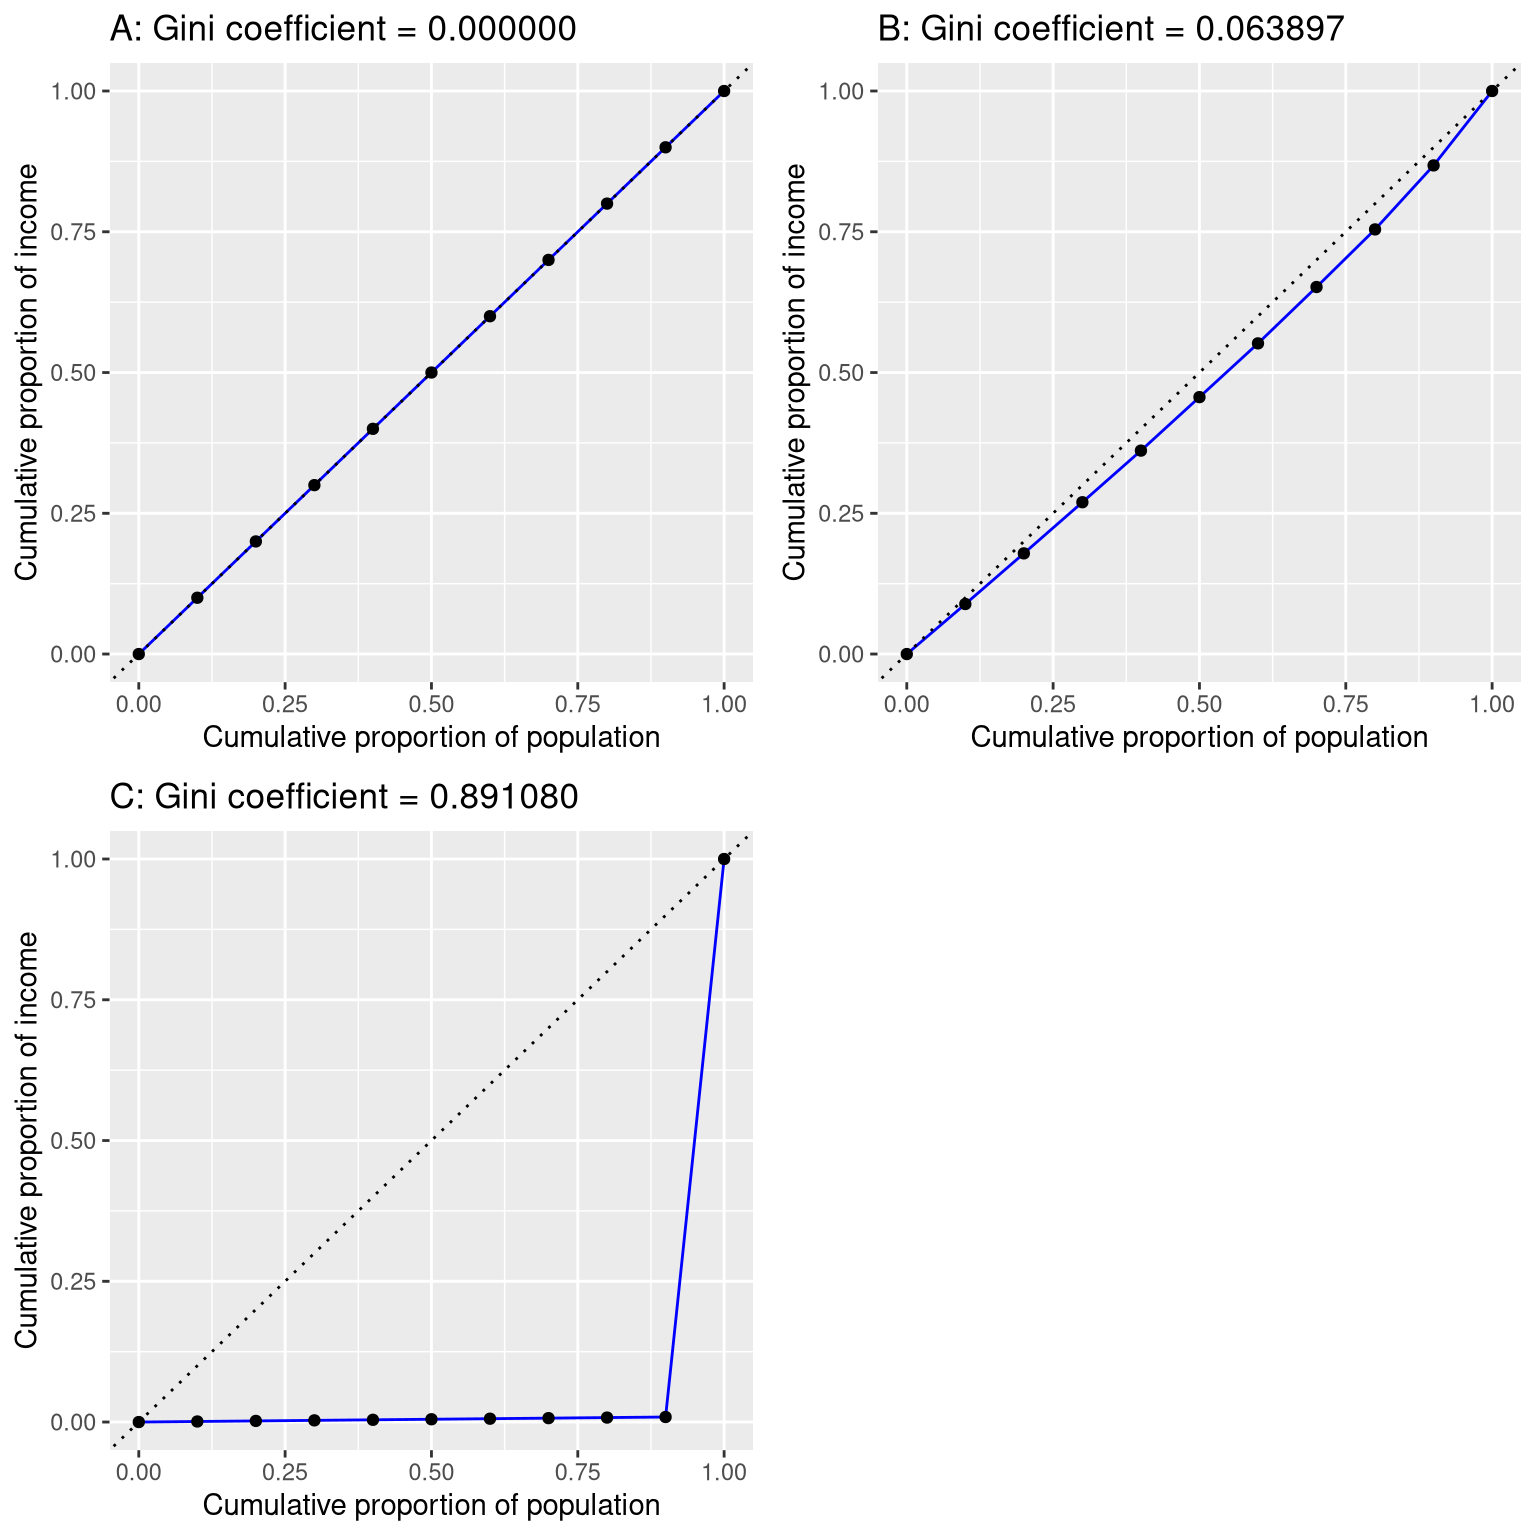 A: Gini coefficient = 0.000000
1.00
0.75
0.50
0.25
0.00
Cumulative proportion of income
0.00 0.25 0.50 0.75 1.00
Cumulative proportion of population
B: Gini coefficient = 0.063897
1.00
0.75
0.50
0.25
0.00
Cumulative proportion of income
0.00 0.25 0.50 0.75 1.00
Cumulative proportion of population
C: Gini coefficient = 0.891080
1.00
0.75
0.50
0.25
0.00
Cumulative proportion of income
0.00 0.25 0.50 0.75 1.00
Cumulative proportion of population